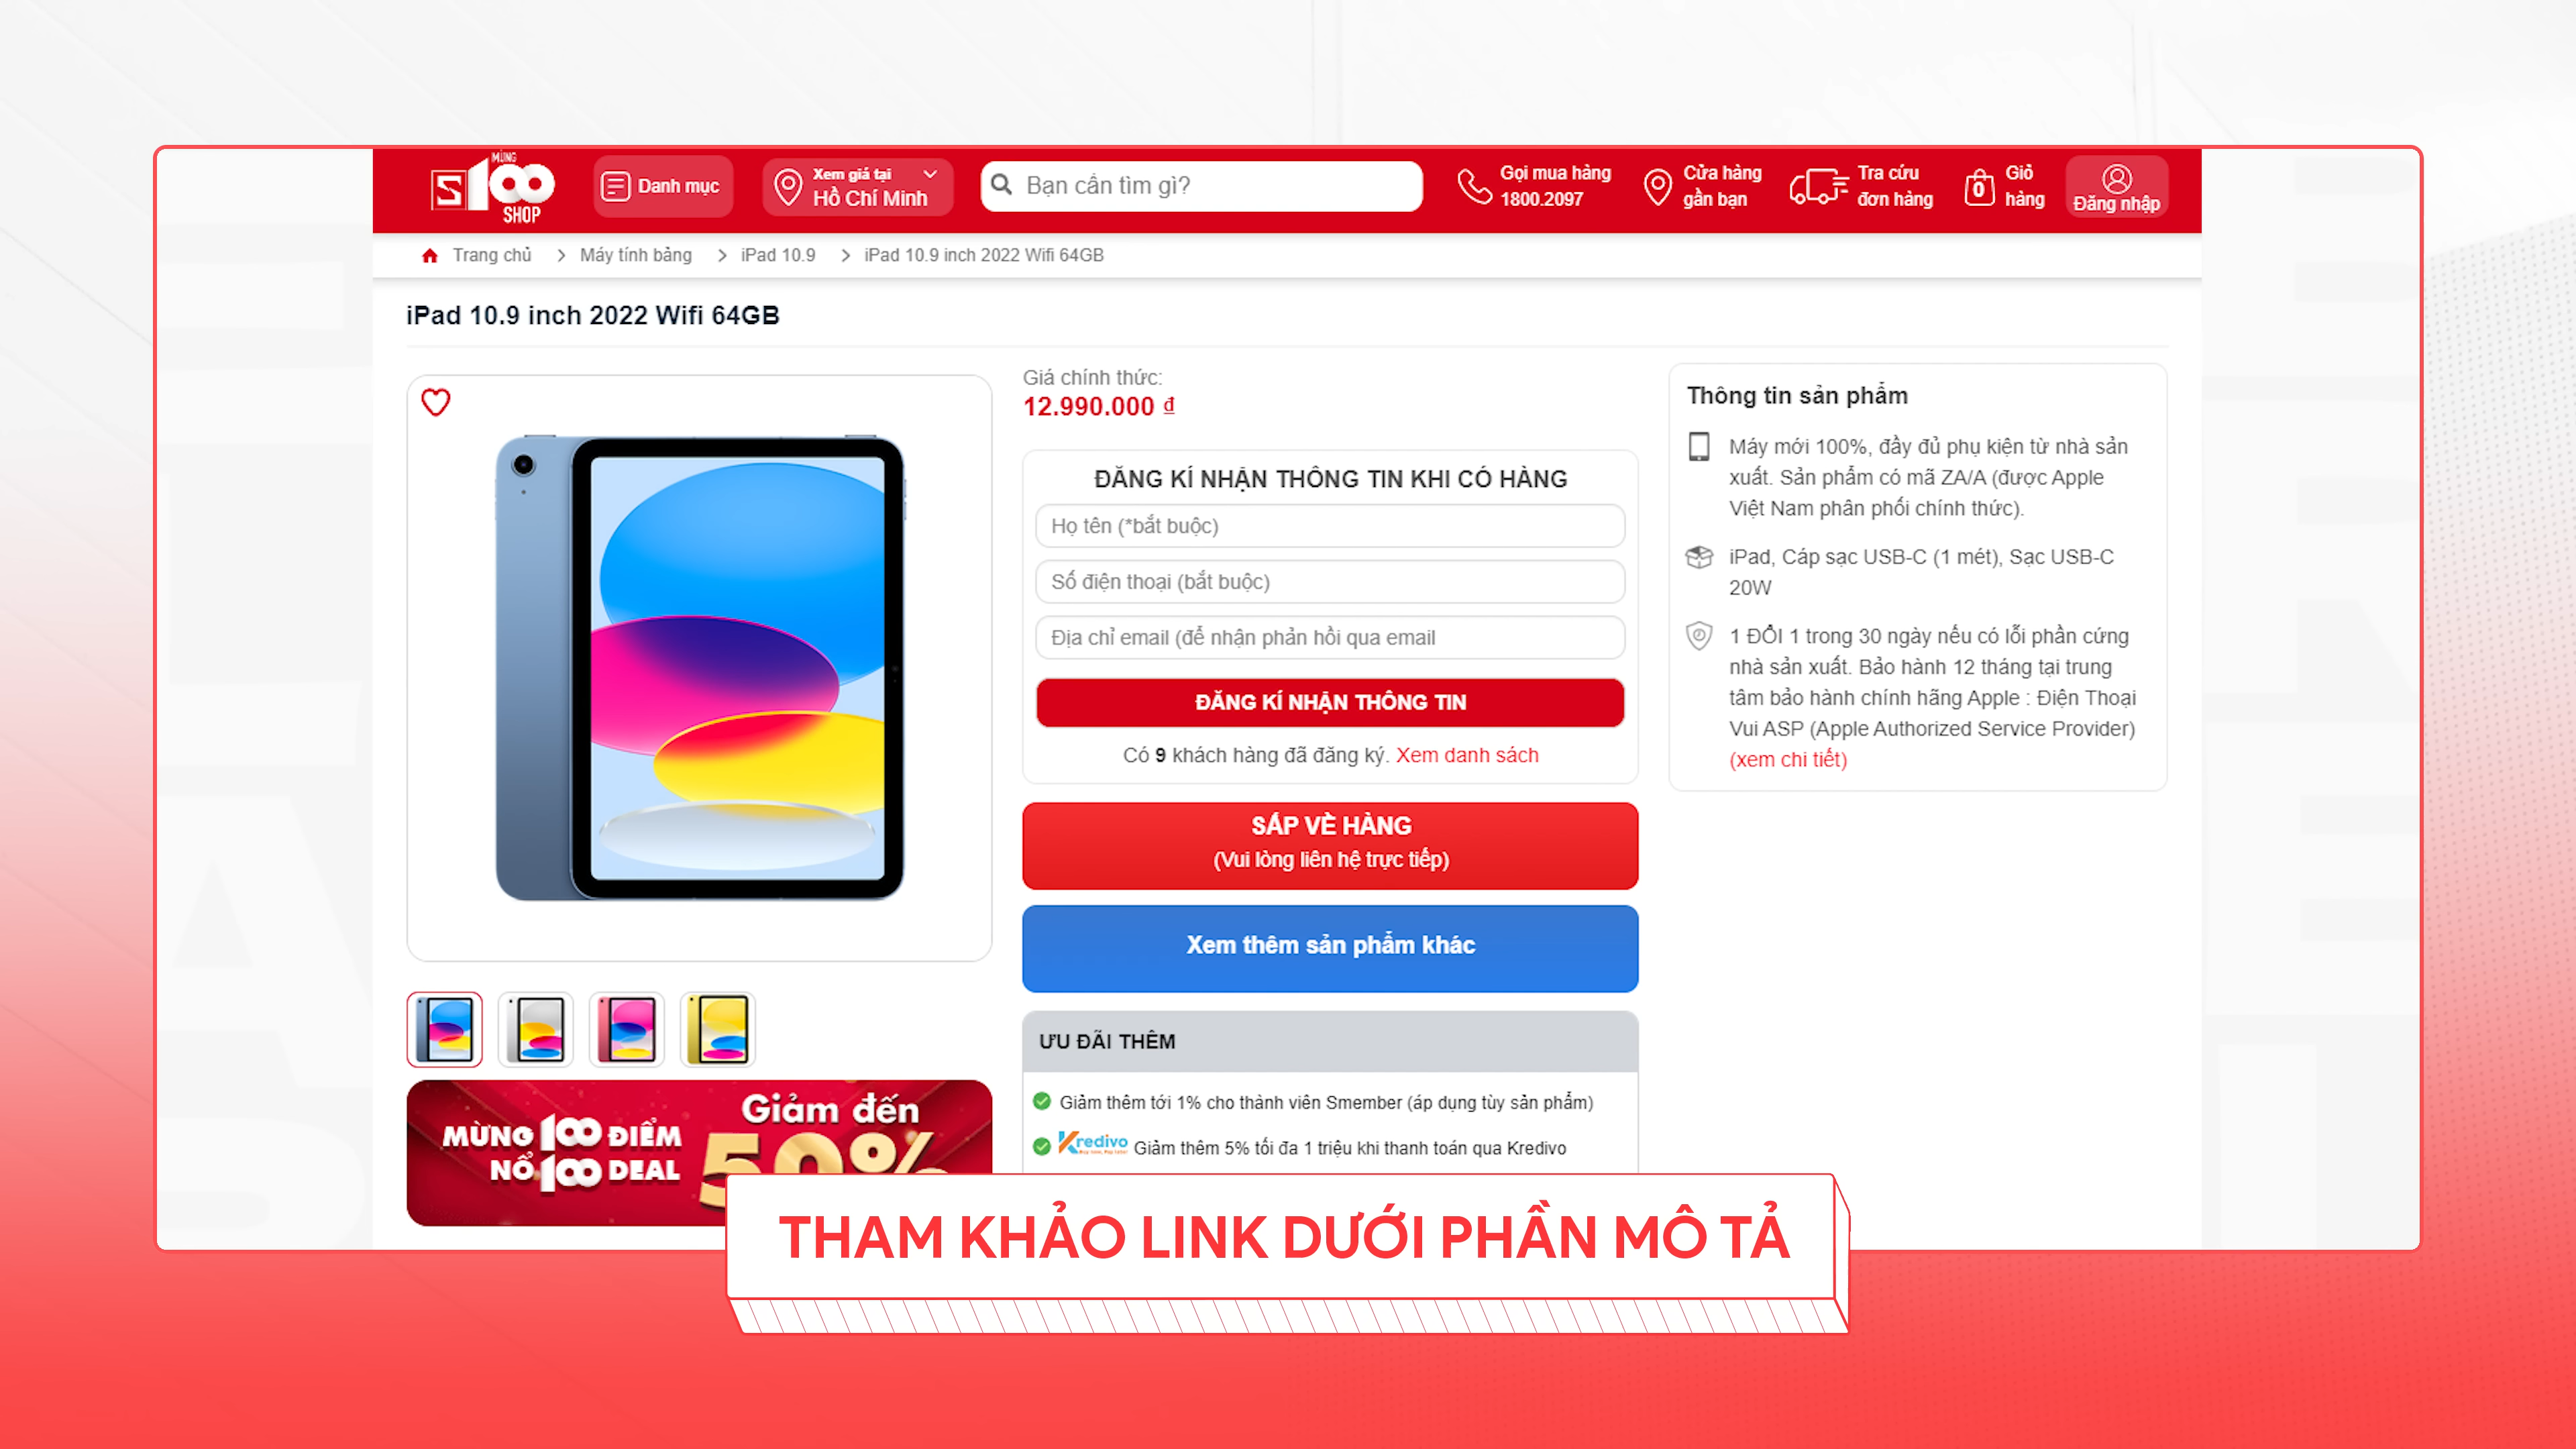 MỪNG
S100
SHOP
Danh mục
Xem giá tại
Hồ Chí Minh
Bạn cần tìm gì?
Gọi mua hàng
1800.2097
Cửa hàng
gần bạn
Tra cứu
đơn hàng
0
Giỏ
hàng
Đăng nhập
Trang chủ > Máy tính bảng > iPad 10.9 > iPad 10.9 inch 2022 Wifi 64GB
iPad 10.9 inch 2022 Wifi 64GB
Giá chính thức:
12.990.000 ₫
ĐĂNG KÍ NHẬN THÔNG TIN KHI CÓ HÀNG
Họ tên (*bắt buộc)
Số điện thoại (bắt buộc)
Địa chỉ email (để nhận phản hồi qua email
ĐĂNG KÍ NHẬN THÔNG TIN
Có 9 khách hàng đã đăng ký. Xem danh sách
SẮP VỀ HÀNG
(Vui lòng liên hệ trực tiếp)
Xem thêm sản phẩm khác
ƯU ĐÃI THÊM
Giảm thêm tới 1% cho thành viên Smember (áp dụng tùy sản phẩm)
Kredivo Giảm thêm 5% tối đa 1 triệu khi thanh toán qua Kredivo
Thông tin sản phẩm
Máy mới 100%, đầy đủ phụ kiện từ nhà sản
xuất. Sản phẩm có mã ZA/A (được Apple
Việt Nam phân phối chính thức).
iPad, Cáp sạc USB-C (1 mét), Sạc USB-C
20W
1 ĐỔI 1 trong 30 ngày nếu có lỗi phần cứng
nhà sản xuất. Bảo hành 12 tháng tại trung
tâm bảo hành chính hãng Apple : Điện Thoại
Vui ASP (Apple Authorized Service Provider)
(xem chi tiết)
MỪNG 100 ĐIỂM
NỔ 100 DEAL
Giảm đến
50%
THAM KHẢO LINK DƯỚI PHẦN MÔ TẢ